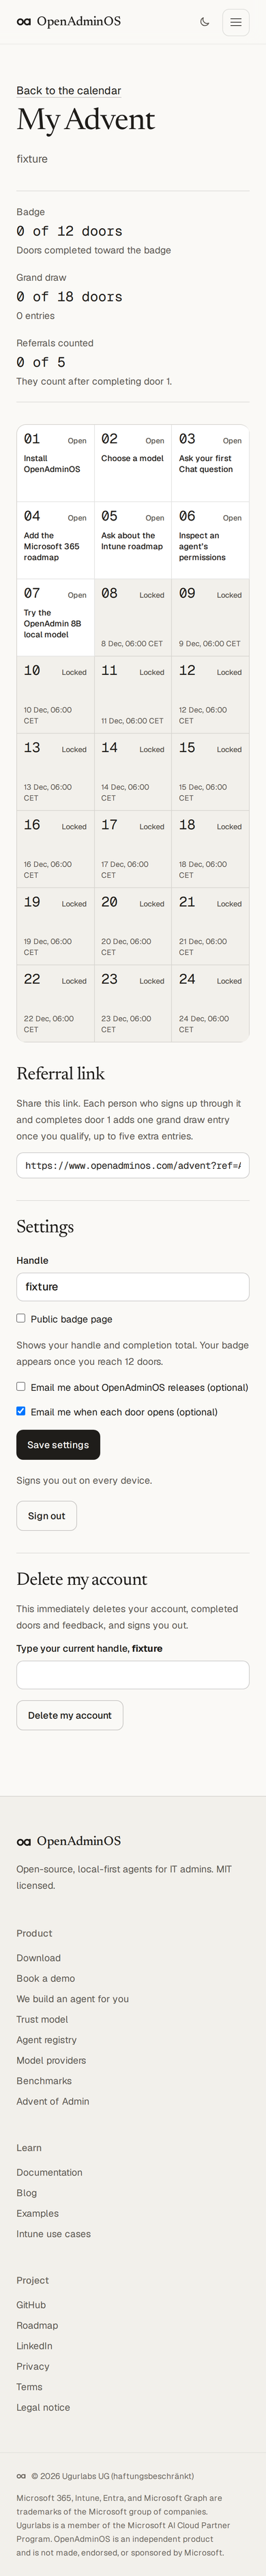 OpenAdminOS
Back to the calendar
My Advent
fixture
Badge
0 of 12 doors
Doors completed toward the badge
Grand draw
0 of 18 doors
0 entries
Referrals counted
0 of 5
They count after completing door 1.
01 Open
Install
OpenAdminOS
02 Open
Choose a model
03 Open
Ask your first
Chat question
04 Open
Add the
Microsoft 365
roadmap
05 Open
Ask about the
Intune roadmap
06 Open
Inspect an
agent's
permissions
07 Open
Try the
OpenAdmin 8B
local model
08 Locked
8 Dec, 06:00 CET
09 Locked
9 Dec, 06:00 CET
10 Locked
10 Dec, 06:00
CET
11 Locked
11 Dec, 06:00 CET
12 Locked
12 Dec, 06:00
CET
13 Locked
13 Dec, 06:00
CET
14 Locked
14 Dec, 06:00
CET
15 Locked
15 Dec, 06:00
CET
16 Locked
16 Dec, 06:00
CET
17 Locked
17 Dec, 06:00
CET
18 Locked
18 Dec, 06:00
CET
19 Locked
19 Dec, 06:00
CET
20 Locked
20 Dec, 06:00
CET
21 Locked
21 Dec, 06:00
CET
22 Locked
22 Dec, 06:00
CET
23 Locked
23 Dec, 06:00
CET
24 Locked
24 Dec, 06:00
CET
Referral link
Share this link. Each person who signs up through it
and completes door 1 adds one grand draw entry
once you qualify, up to five extra entries.
https://www.openadminos.com/advent?ref=A
Settings
Handle
fixture
Public badge page
Shows your handle and completion total. Your badge
appears once you reach 12 doors.
Email me about OpenAdminOS releases (optional)
Email me when each door opens (optional)
Save settings
Signs you out on every device.
Sign out
Delete my account
This immediately deletes your account, completed
doors and feedback, and signs you out.
Type your current handle, fixture
Delete my account
OpenAdminOS
Open-source, local-first agents for IT admins. MIT
licensed.
Product
Download
Book a demo
We build an agent for you
Trust model
Agent registry
Model providers
Benchmarks
Advent of Admin
Learn
Documentation
Blog
Examples
Intune use cases
Project
GitHub
Roadmap
LinkedIn
Privacy
Terms
Legal notice
© 2026 Ugurlabs UG (haftungsbeschränkt)
Microsoft 365, Intune, Entra, and Microsoft Graph are
trademarks of the Microsoft group of companies.
Ugurlabs is a member of the Microsoft AI Cloud Partner
Program. OpenAdminOS is an independent product
and is not made, endorsed, or sponsored by Microsoft.